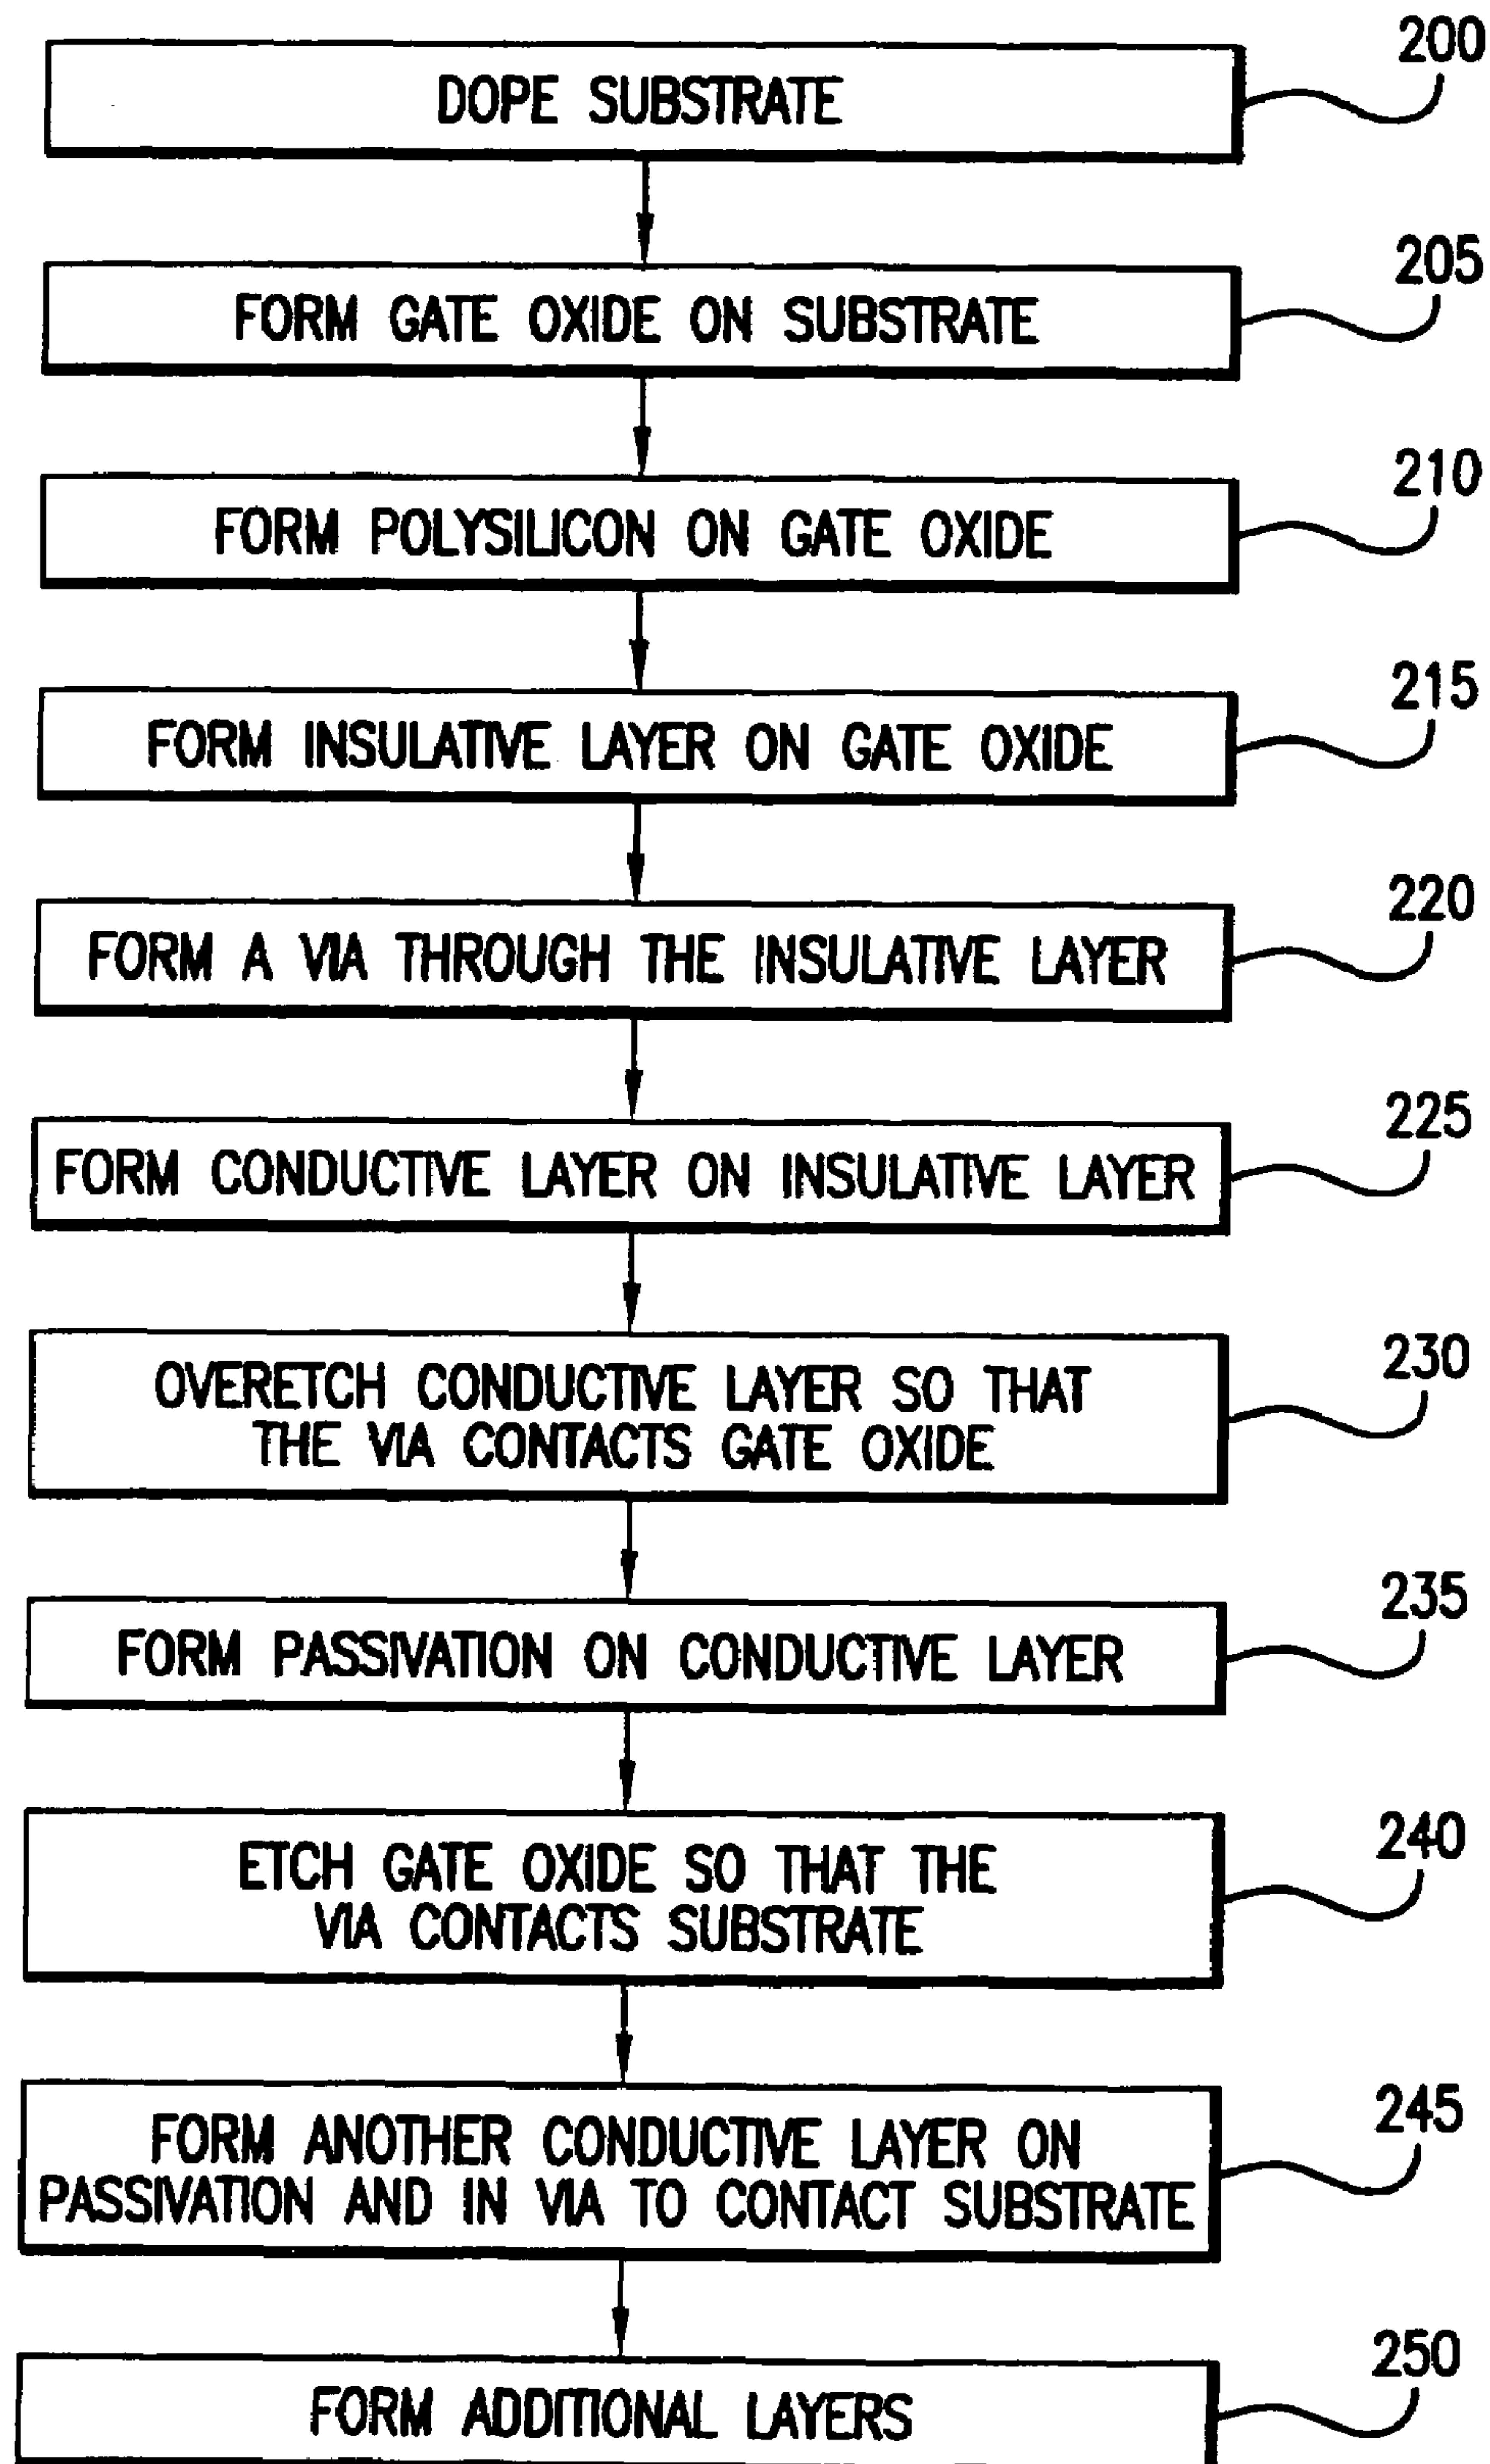 200
DOPE SUBSTRATE
205
FORM GATE OXIDE ON SUBSTRATE
210
FORM POLYSILICON ON GATE OXIDE
215
FORM INSULATIVE LAYER ON GATE OXIDE
220
FORM A VIA THROUGH THE INSULATIVE LAYER
225
FORM CONDUCTIVE LAYER ON INSULATIVE LAYER
230
OVERETCH CONDUCTIVE LAYER SO THAT
THE VIA CONTACTS GATE OXIDE
235
FORM PASSIVATION ON CONDUCTIVE LAYER
240
ETCH GATE OXIDE SO THAT THE
VIA CONTACTS SUBSTRATE
245
FORM ANOTHER CONDUCTIVE LAYER ON
PASSIVATION AND IN VIA TO CONTACT SUBSTRATE
250
FORM ADDITIONAL LAYERS